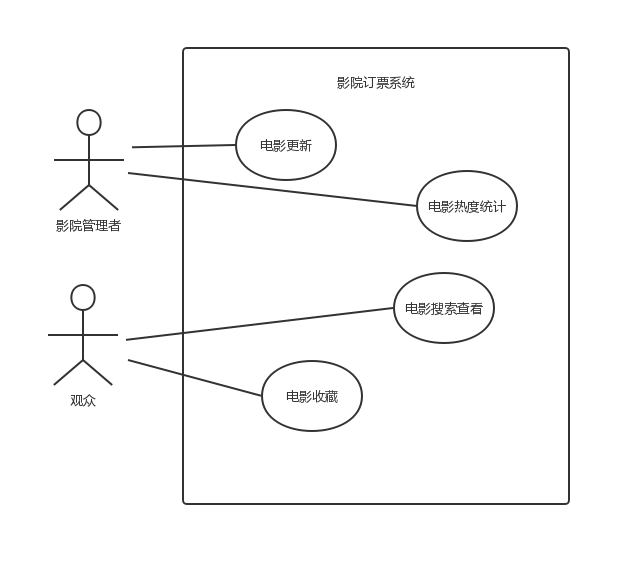 影院订票系统
电影更新
电影热度统计
影院管理者
电影搜索查看
电影收藏
观众